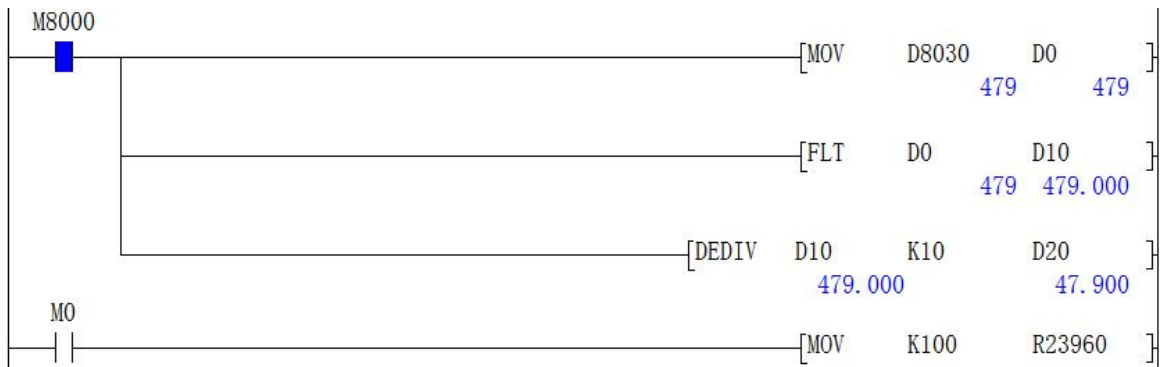 M8000
[MOV D8030 D0 ]
479 479
[FLT D0 D10 ]
479 479.000
[DEDIV D10 K10 D20 ]
479.000 47.900
M0
[MOV K100 R23960 ]